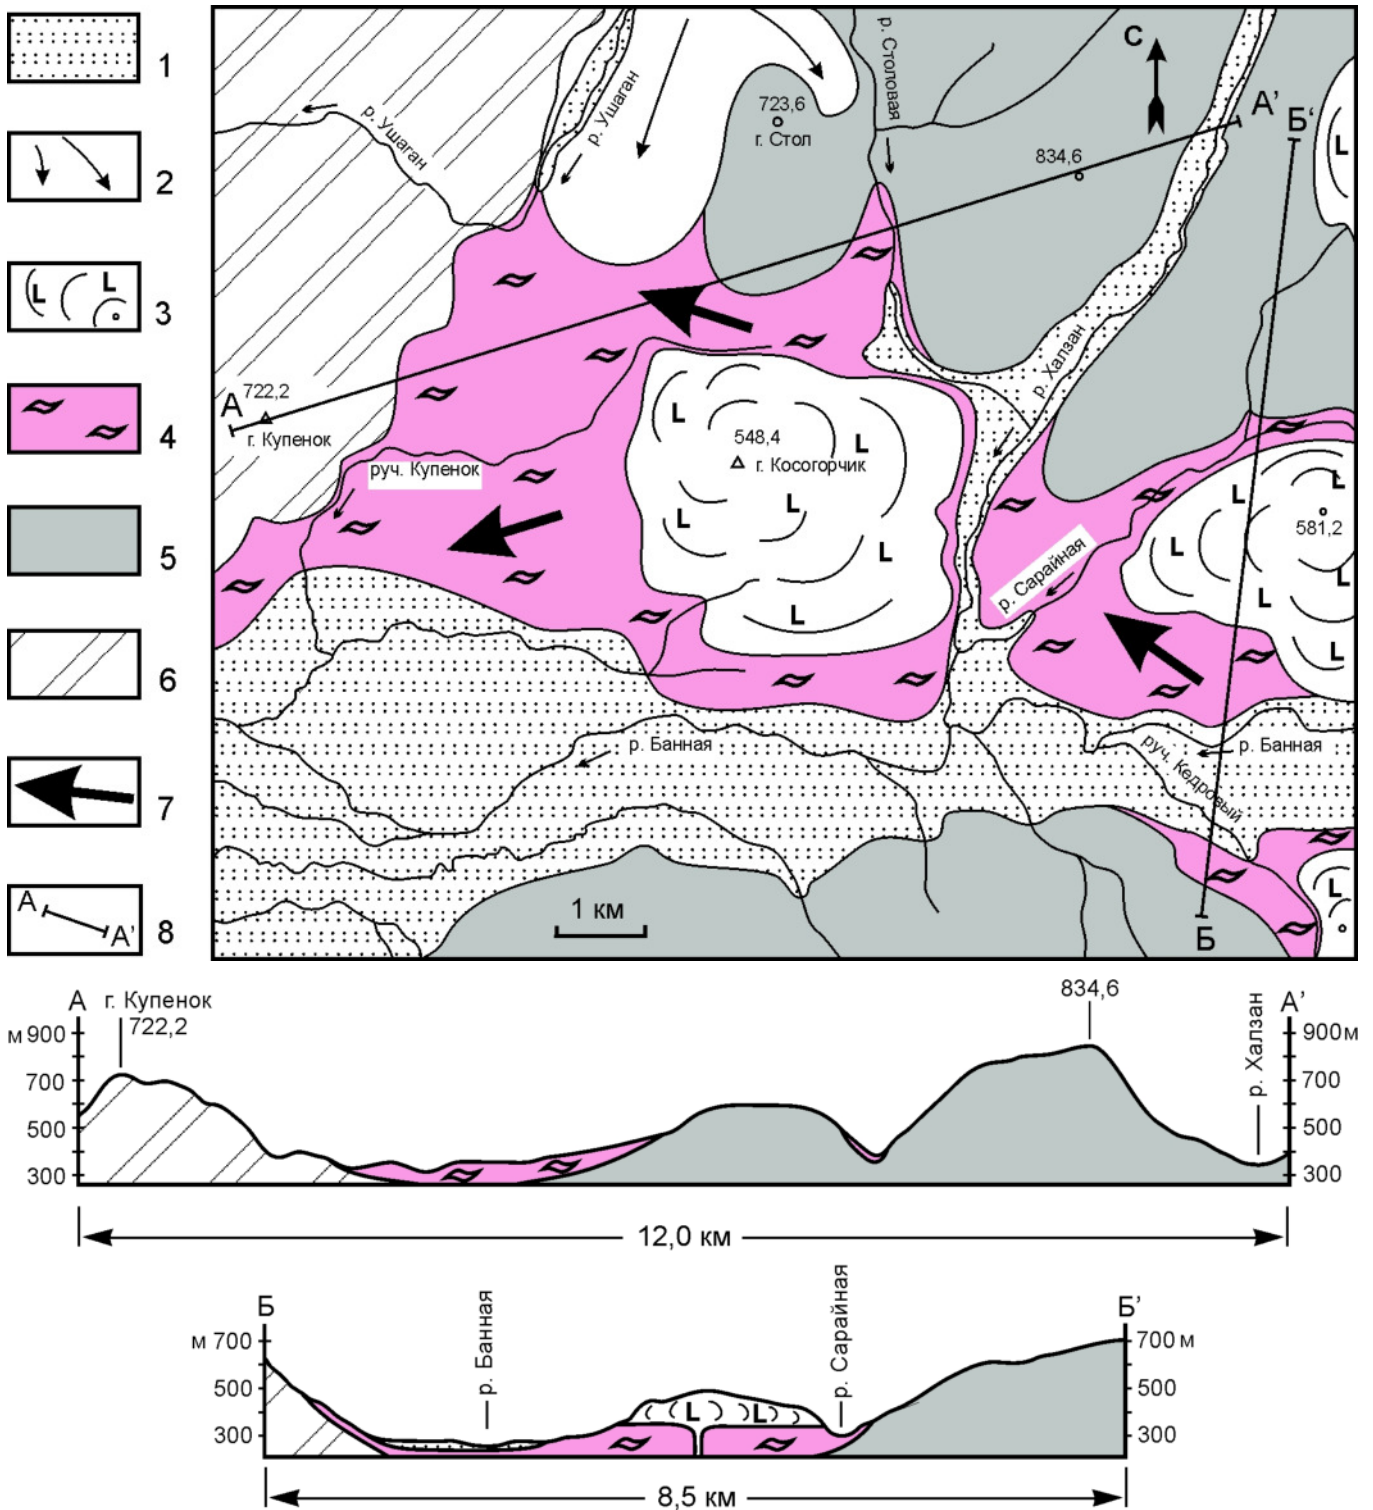 1
2
L L
3
4
5
6
7
А А’
8
р. Ушаган
р. Ушаган
р. Столовая
С
723,6
г. Стол
834,6
А’
Б‘
L
р. Халзан
А
722,2
г. Купенок
руч. Купенок
L
548,4
г. Косогорчик
L
L
L
L
L
L
L
581,2
L
L
L
L
р. Сарайная
р. Банная
руч. Кедровый
р. Банная
1 км
L
Б
А г. Купенок
722,2
834,6
А’
м 900
700
500
300
900 м
700
500
300
р. Халзан
12,0 км
Б
Б’
м 700
500
300
р. Банная
р. Сарайная
L L
700 м
500
300
8,5 км